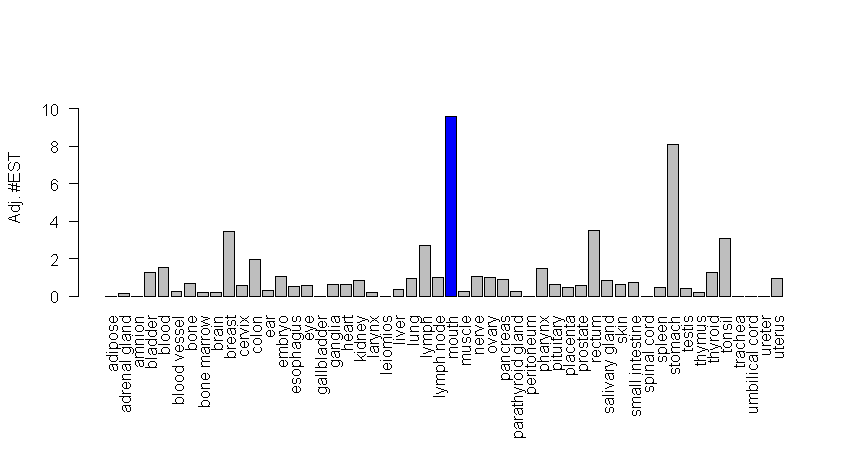 Adj. #EST
10
8
6
4
2
0
adipose
adrenal gland
amnion
bladder
blood
blood vessel
bone
bone marrow
brain
breast
cervix
colon
ear
embryo
esophagus
eye
gallbladder
ganglia
heart
kidney
larynx
leiomios
liver
lung
lymph
lymph node
mouth
muscle
nerve
ovary
pancreas
parathyroid gland
peritoneum
pharynx
pituitary
placenta
prostate
rectum
salivary gland
skin
small intestine
spinal cord
spleen
stomach
testis
thymus
thyroid
tonsil
trachea
umbilical cord
ureter
uterus